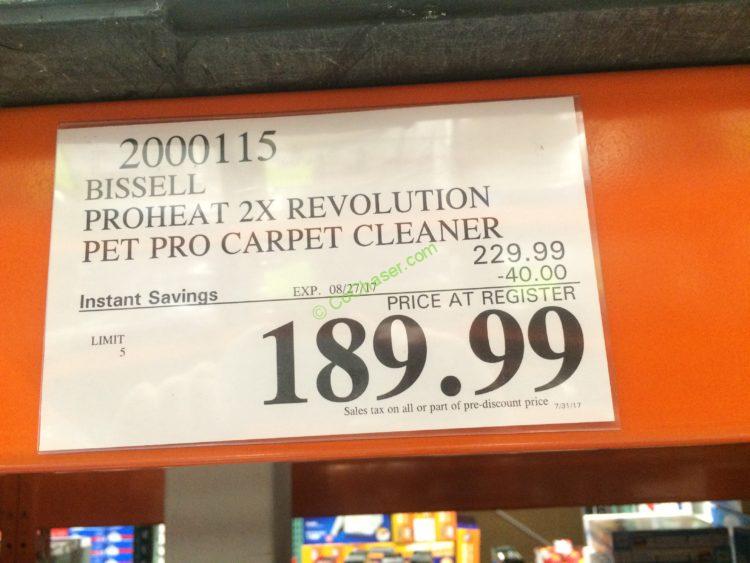 2000115
BISSELL
PROHEAT 2X REVOLUTION
PET PRO CARPET CLEANER
229.99
-40.00
Instant Savings EXP. 08/27/17
PRICE AT REGISTER
LIMIT
5
189.99
Sales tax on all or part of pre-discount price 7/31/17